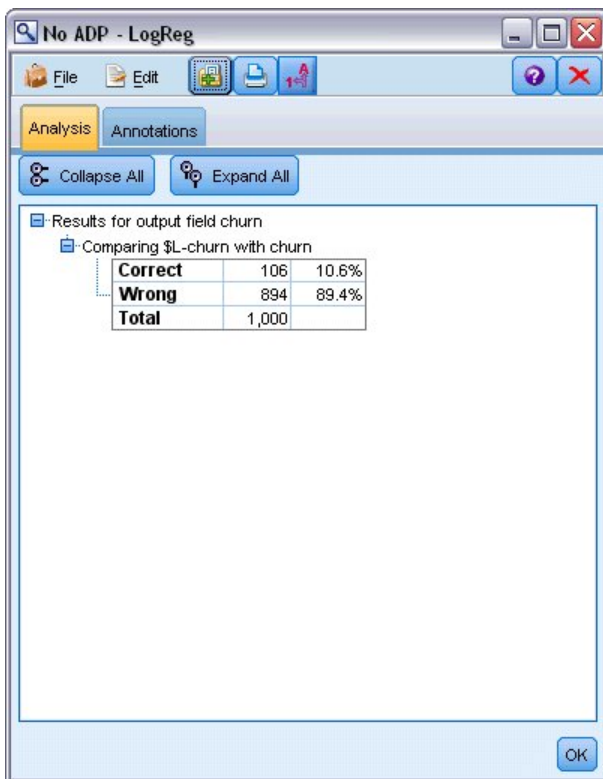 No ADP - LogReg
File Edit
Analysis Annotations
Collapse All Expand All
Results for output field churn
Comparing $L-churn with churn
Correct 106 10.6%
Wrong 894 89.4%
Total 1,000
OK